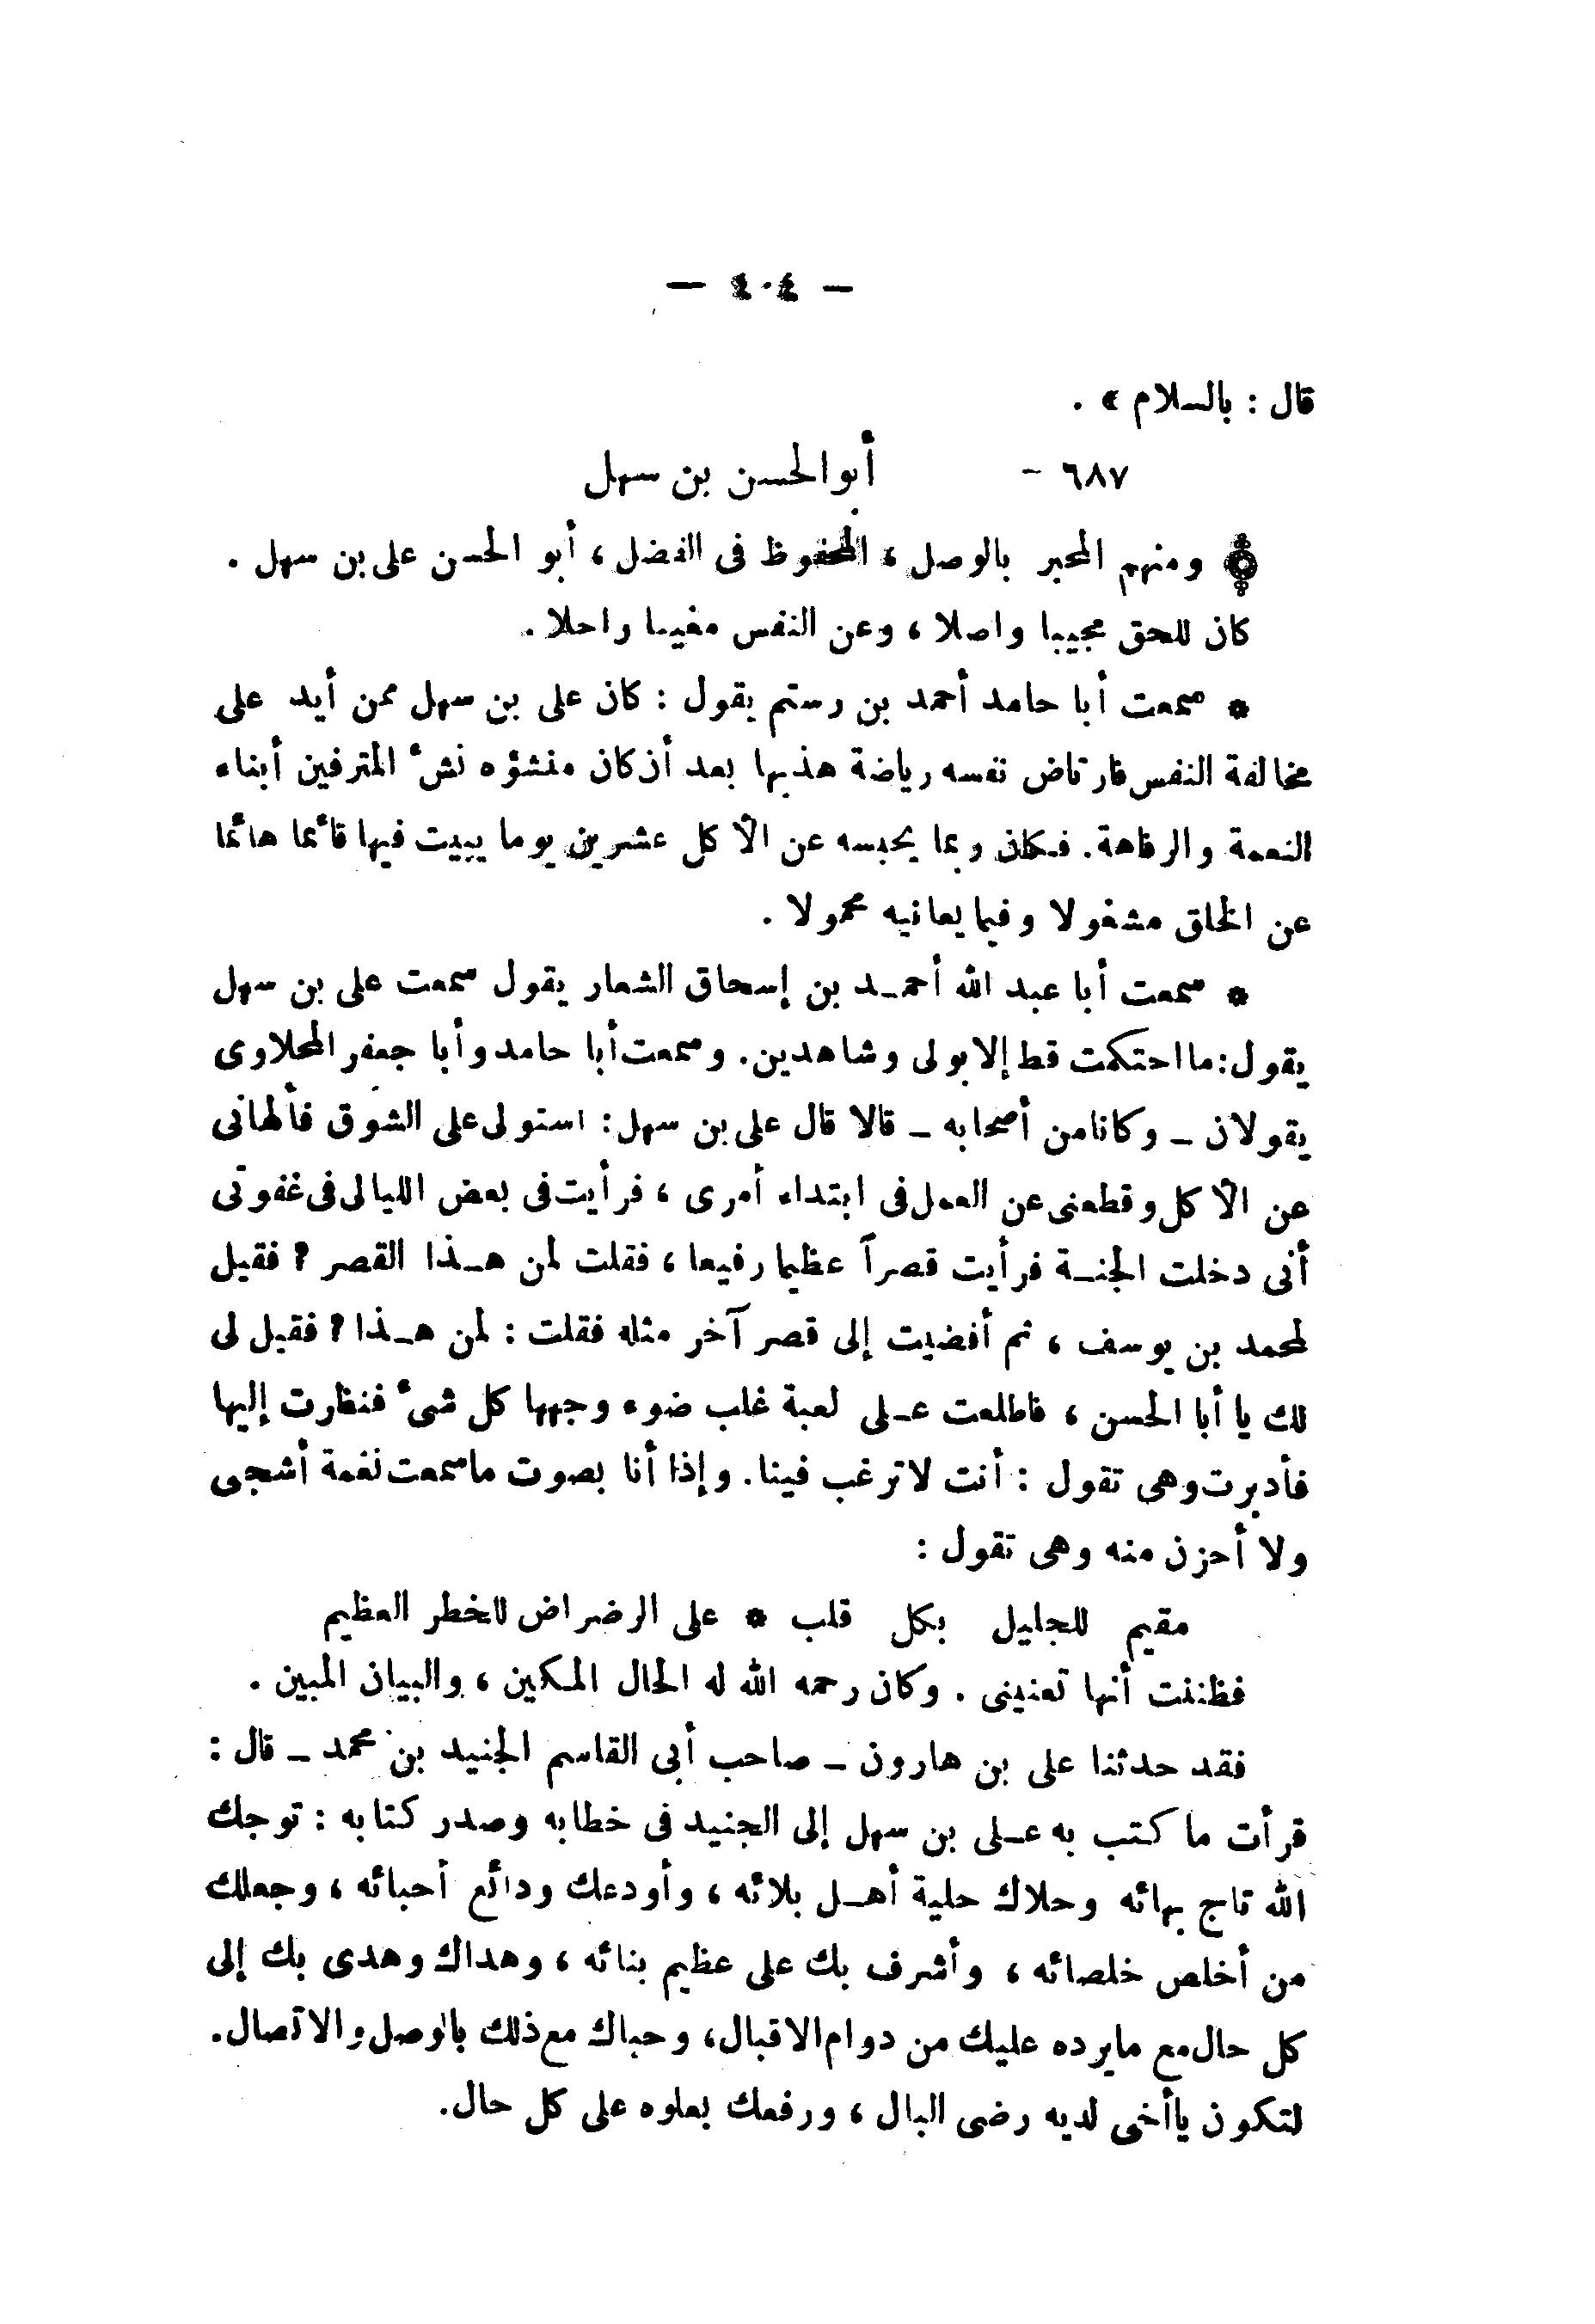 — ٤٠٤ —
قال : بالسلام » .
٦٨٧ - أبو الحسن بن سهل
ومنهم المحبر بالوصل ، المحفوظ فى الفضل ، أبو الحسن على بن سهل .
كان للحق مجيبا واصلا ، وعن النفس مغيبا راحلا .
* سمعت أبا حامد أحمد بن رستم يقول : كان على بن سهل ممن أيد على
مخالفة النفس فارتاض نفسه رياضة هذبها بعد أن كان منشؤه نشء المترفين أبناء
النعمة والرفاهة . فكان ربما يحبسه عن الأكل عشرين يوما يبيت فيها قائما هائما
عن الخلق مشغولا وفيما يعانيه محمولا .
* سمعت أبا عبد الله أحمد بن إسحاق الشعار يقول سمعت على بن سهل
يقول : ما احتكمت قط إلا بولى وشاهدين . وسمعت أبا حامد وأبا جعفر المحلاوى
يقولان ـ وكانا من أصحابه ـ قالا قال على بن سهل : استولى على الشوق فألهانى
عن الأكل وقطعنى عن العمل فى ابتداء أمرى ، فرأيت فى بعض الليالى فى غفوتى
أنى دخلت الجنة فرأيت قصرآ عظيما رفيعا ، فقلت لمن هذا القصر ؟ فقيل
لمحمد بن يوسف ، ثم أفضيت إلى قصر آخر مثله فقلت : لمن هذا ؟ فقيل لى
لك يا أبا الحسن ، فاطلعت على لعبة غلب ضوء وجهها كل شىء فنظرت إليها
فأدبرت وهى تقول : أنت لا ترغب فينا . وإذا أنا بصوت ما سمعت نغمة أشجى
ولا أحزن منه وهى تقول :
مقيم للجليل بكل قلب * على الرضراض للخطر العظيم
فظننت أنها تعنينى . وكان رحمه الله له الحال المكين ، والبيان المبين .
فقد حدثنا على بن هارون ـ صاحب أبى القاسم الجنيد بن محمد ـ قال :
قرأت ما كتب به على بن سهل إلى الجنيد فى خطابه وصدر كتابه : توجك
الله تاج بهائه وحلاك حلية أهل بلائه ، وأودعك ودائع أحبائه ، وجعلك
من أخلص خلصائه ، وأشرف بك على عظيم بنائه ، وهداك وهدى بك إلى
كل حال مع ما يرده عليك من دوام الاقبال ، وحباك مع ذلك بالوصل والاتصال .
لتكون يا أخى لديه رضى البال ، ورفعك بعلوه على كل حال .